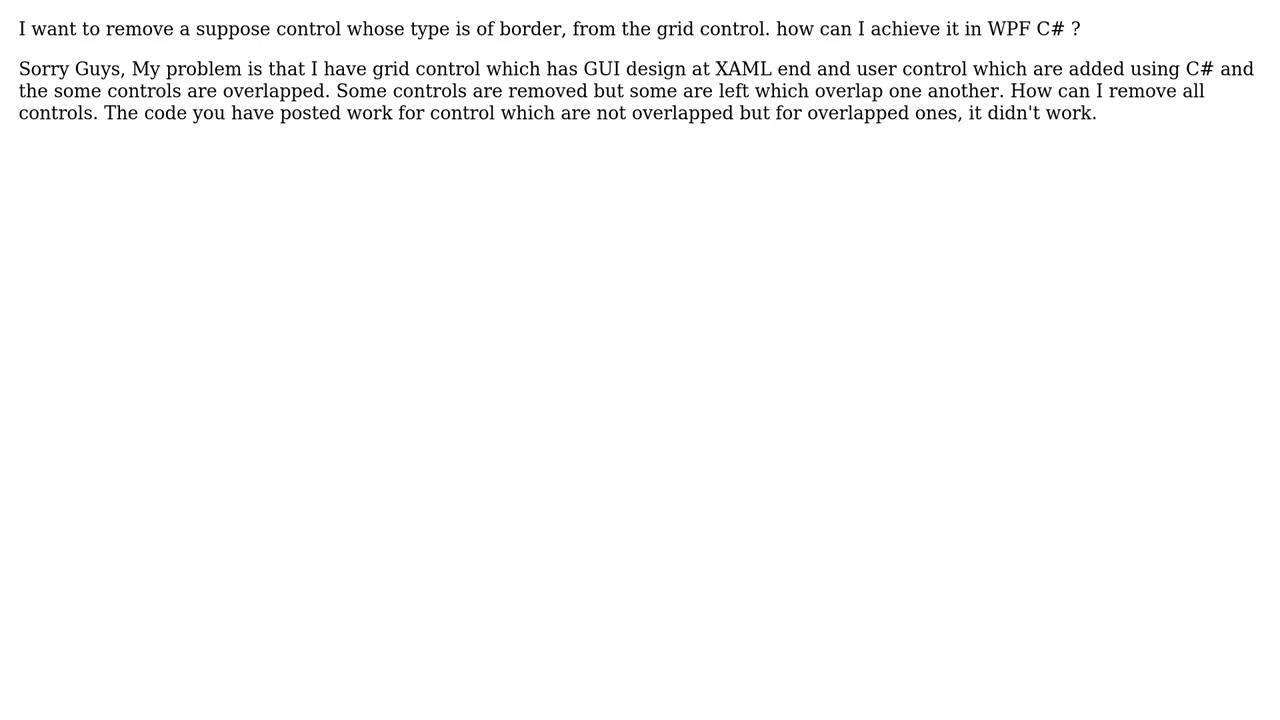 I want to remove a suppose control whose type is of border, from the grid control. how can I achieve it in WPF C# ?
Sorry Guys, My problem is that I have grid control which has GUI design at XAML end and user control which are added using C# and
the some controls are overlapped. Some controls are removed but some are left which overlap one another. How can I remove all
controls. The code you have posted work for control which are not overlapped but for overlapped ones, it didn't work.